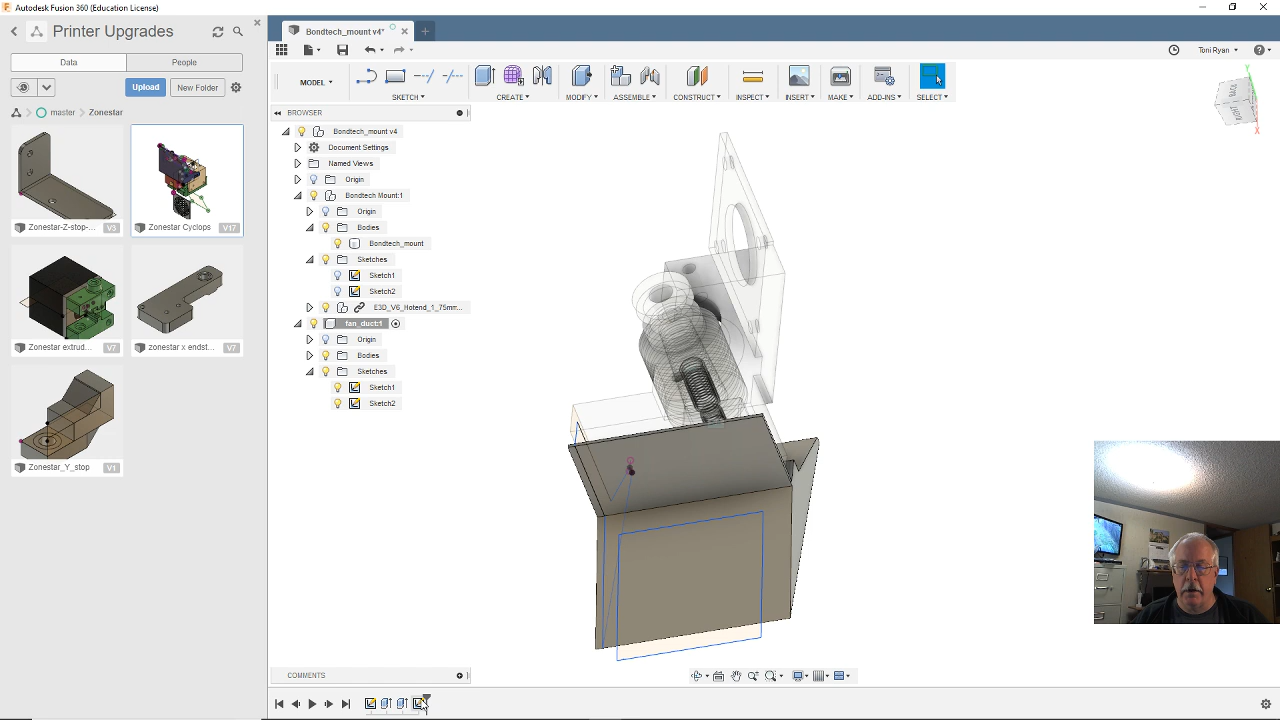 Autodesk Fusion 360 (Education License)
Printer Upgrades
Data
People
Upload
New Folder
master
Zonestar
Zonestar-Z-stop-...
V3
Zonestar Cyclops
V17
Zonestar extrud...
V7
zonestar x endst...
V7
Zonestar_Y_stop
V1
Bondtech_mount v4*
Toni Ryan
MODEL
SKETCH
CREATE
MODIFY
ASSEMBLE
CONSTRUCT
INSPECT
INSERT
MAKE
ADD-INS
SELECT
BROWSER
Bondtech_mount v4
Document Settings
Named Views
Origin
Bondtech Mount:1
Origin
Bodies
Bondtech_mount
Sketches
Sketch1
Sketch2
E3D_V6_Hotend_1_75mm...
fan_duct:1
Origin
Bodies
Sketches
Sketch1
Sketch2
COMMENTS